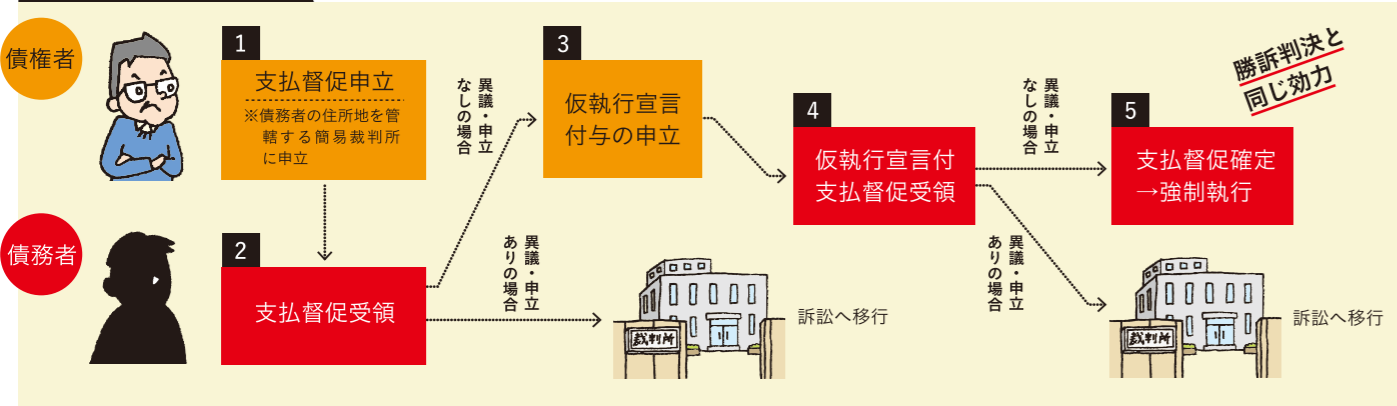 債権者
1
支払督促申立
※債務者の住所地を管
轄する簡易裁判所
に申立
債務者
2
支払督促受領
異議・申立
なしの場合
3
仮執行宣言
付与の申立
異議・申立
ありの場合
裁判所
訴訟へ移行
4
仮執行宣言付
支払督促受領
異議・申立
なしの場合
5
支払督促確定
→強制執行
勝訴判決と
同じ効力
異議・申立
ありの場合
裁判所
訴訟へ移行